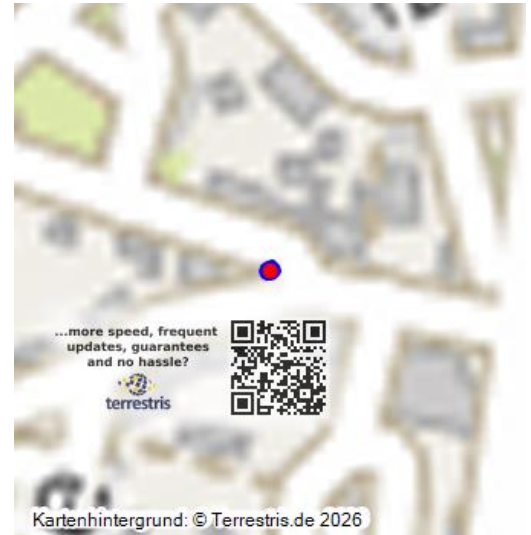 ...more speed, frequent
updates, guarantees
and no hassle?
terrestris
Kartenhintergrund: © Terrestris.de 2026